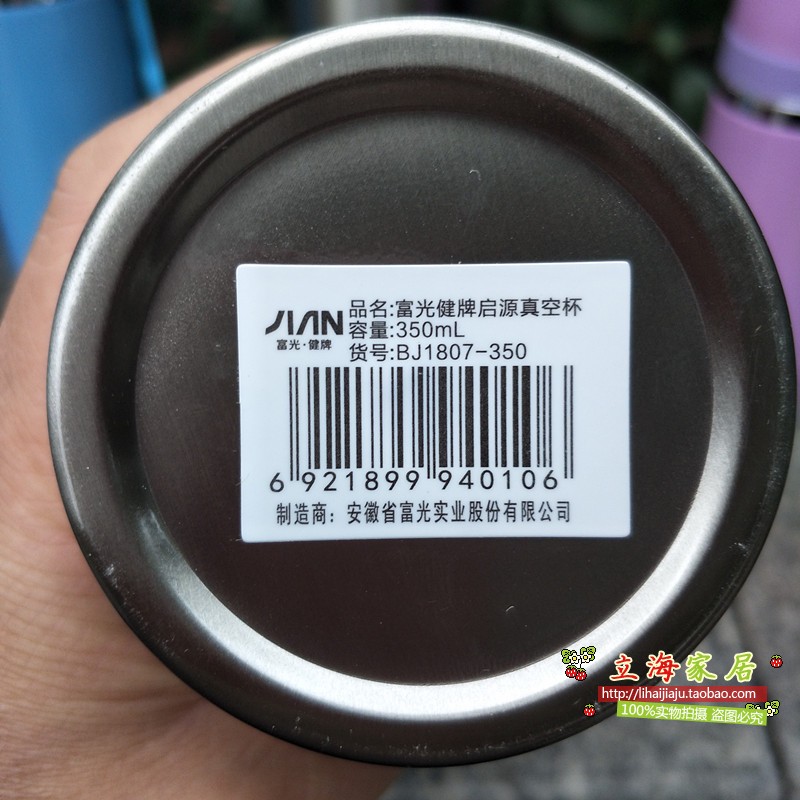 JIAN
富光·健牌
品名:富光健牌启源真空杯
容量:350mL
货号:BJ1807-350
6 921899 940106
制造商：安徽省富光实业股份有限公司
立海家居
http://lihaijiaju.taobao.com
100%实物拍摄 盗图必究